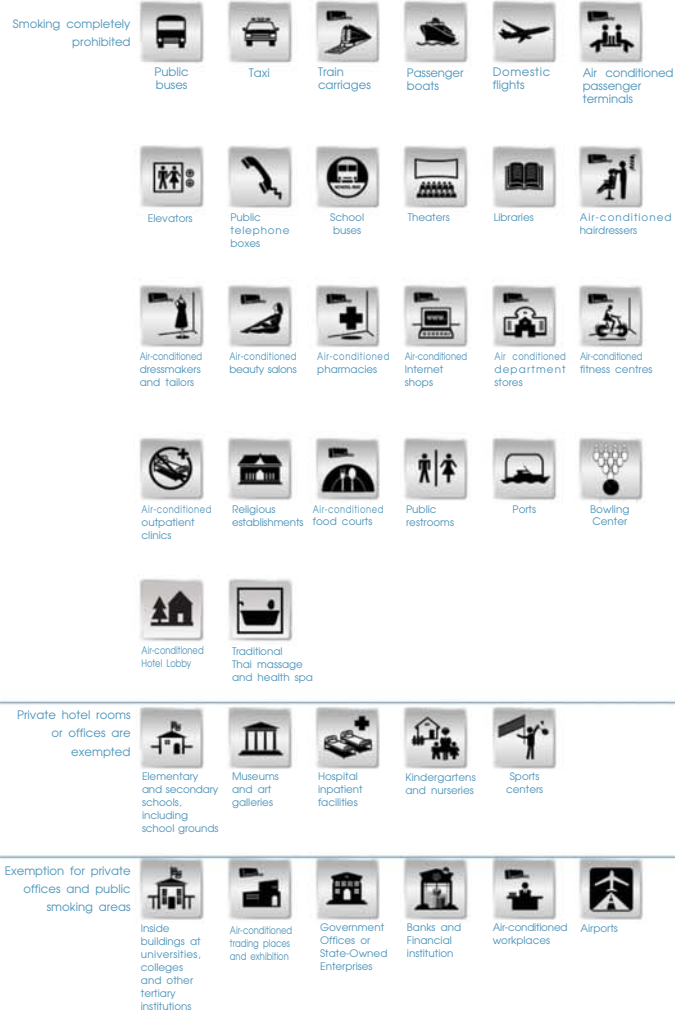 Smoking completely
prohibited
Public
buses
Taxi
Train
carriages
Passenger
boats
Domestic
flights
Air conditioned
passenger
terminals
Elevators
Public
telephone
boxes
SCHOOL BUS
School
buses
Theaters
Libraries
Air-conditioned
hairdressers
Air-conditioned
dressmakers
and tailors
Air-conditioned
beauty salons
Air-conditioned
pharmacies
WWW.
Air-conditioned
Internet
shops
Air conditioned
department
stores
Air-conditioned
fitness centres
Air-conditioned
outpatient
clinics
Religious
establishments
Air-conditioned
food courts
Public
restrooms
Ports
Bowling
Center
Air-conditioned
Hotel Lobby
Traditional
Thai massage
and health spa
Private hotel rooms
or offices are
exempted
Elementary
and secondary
schools,
including
school grounds
Museums
and art
galleries
Hospital
inpatient
facilities
Kindergartens
and nurseries
Sports
centers
Exemption for private
offices and public
smoking areas
Inside
buildings at
universities,
colleges
and other
tertiary
institutions
Air-conditioned
trading places
and exhibition
Government
Offices or
State-Owned
Enterprises
Banks and
Financial
institution
Air-conditioned
workplaces
Airports